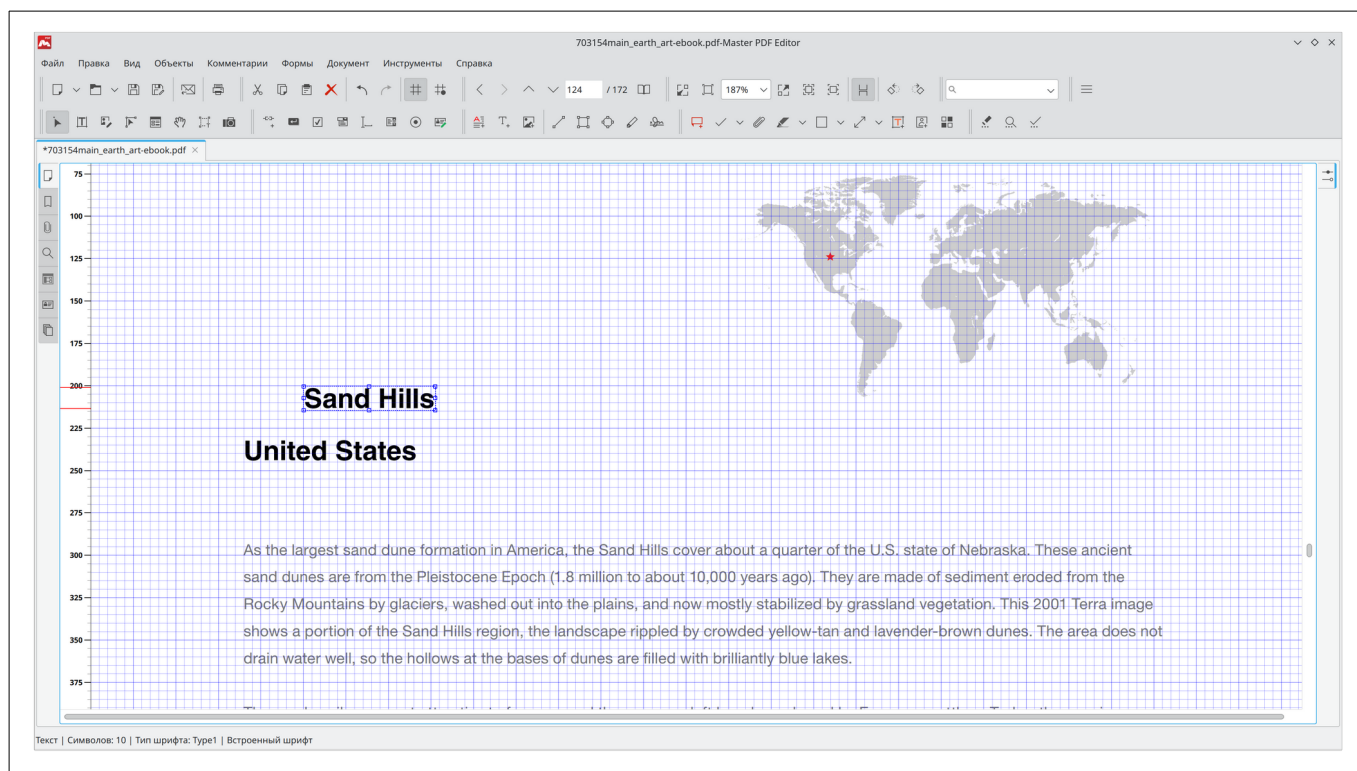 703154main_earth_art-ebook.pdf-Master PDF Editor
Файл Правка Вид Объекты Комментарии Формы Документ Инструменты Справка
124 / 172 187%
*703154main_earth_art-ebook.pdf
75
100
125
150
175
200
Sand Hills
225
United States
250
275
As the largest sand dune formation in America, the Sand Hills cover about a quarter of the U.S. state of Nebraska. These ancient
300
sand dunes are from the Pleistocene Epoch (1.8 million to about 10,000 years ago). They are made of sediment eroded from the
325
Rocky Mountains by glaciers, washed out into the plains, and now mostly stabilized by grassland vegetation. This 2001 Terra image
shows a portion of the Sand Hills region, the landscape rippled by crowded yellow-tan and lavender-brown dunes. The area does not
350
drain water well, so the hollows at the bases of dunes are filled with brilliantly blue lakes.
375
Текст | Символов: 10 | Тип шрифта: Type1 | Встроенный шрифт